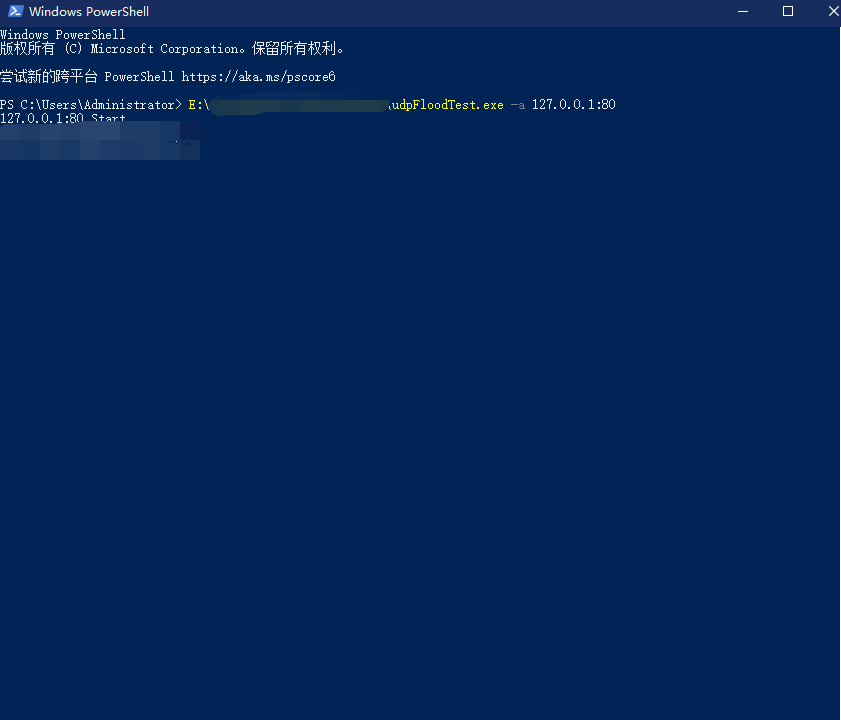 Windows PowerShell
Windows PowerShell
版权所有 (C) Microsoft Corporation。保留所有权利。
尝试新的跨平台 PowerShell https://aka.ms/pscore6
PS C:\Users\Administrator> E:\ \udpFloodTest.exe -a 127.0.0.1:80
127.0.0.1:80 Start